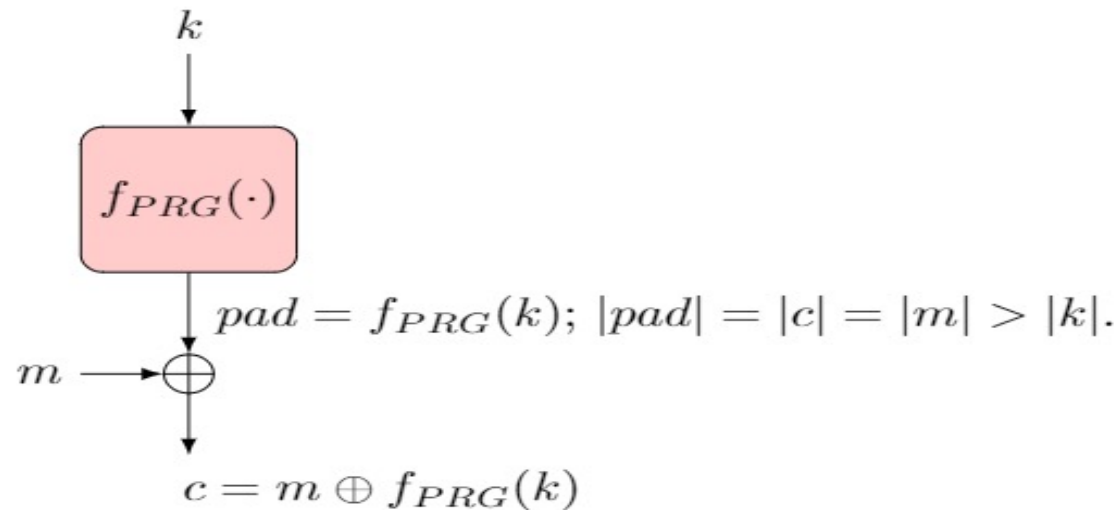 k
f_{PRG}(·)
pad = f_{PRG}(k); |pad| = |c| = |m| > |k|.
m
c = m ⊕ f_{PRG}(k)